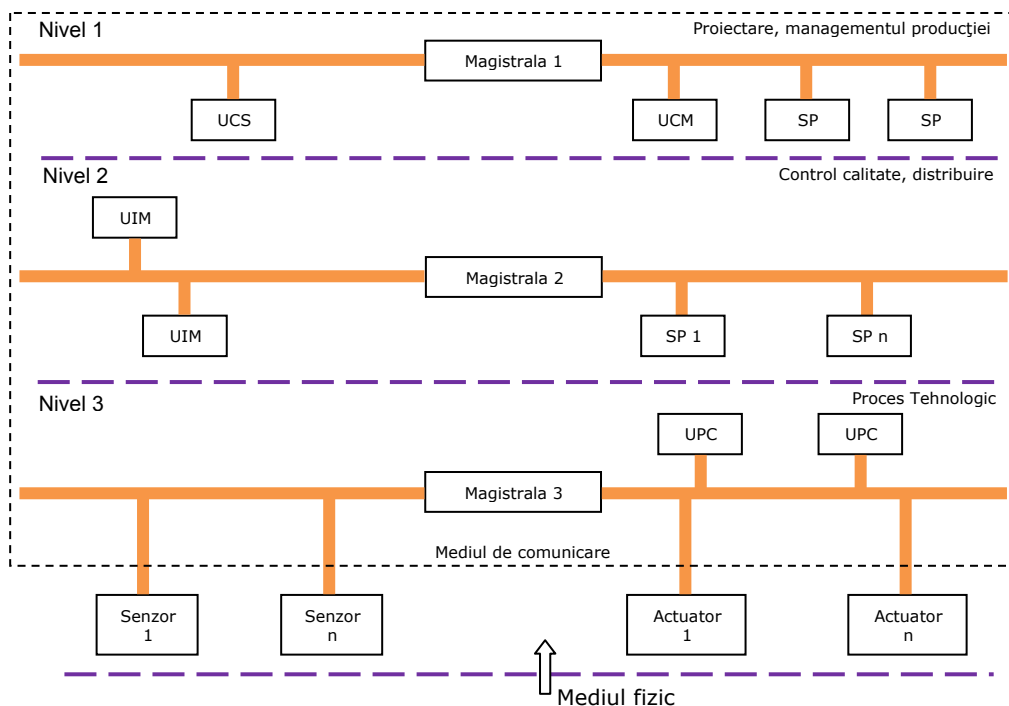 Nivel 1
Proiectare, managementul producţiei
Magistrala 1
UCS
UCM
SP
SP
Nivel 2
Control calitate, distribuire
UIM
Magistrala 2
UIM
SP 1
SP n
Nivel 3
Proces Tehnologic
UPC
UPC
Magistrala 3
Mediul de comunicare
Senzor
1
Senzor
n
Actuator
1
Actuator
n
Mediul fizic